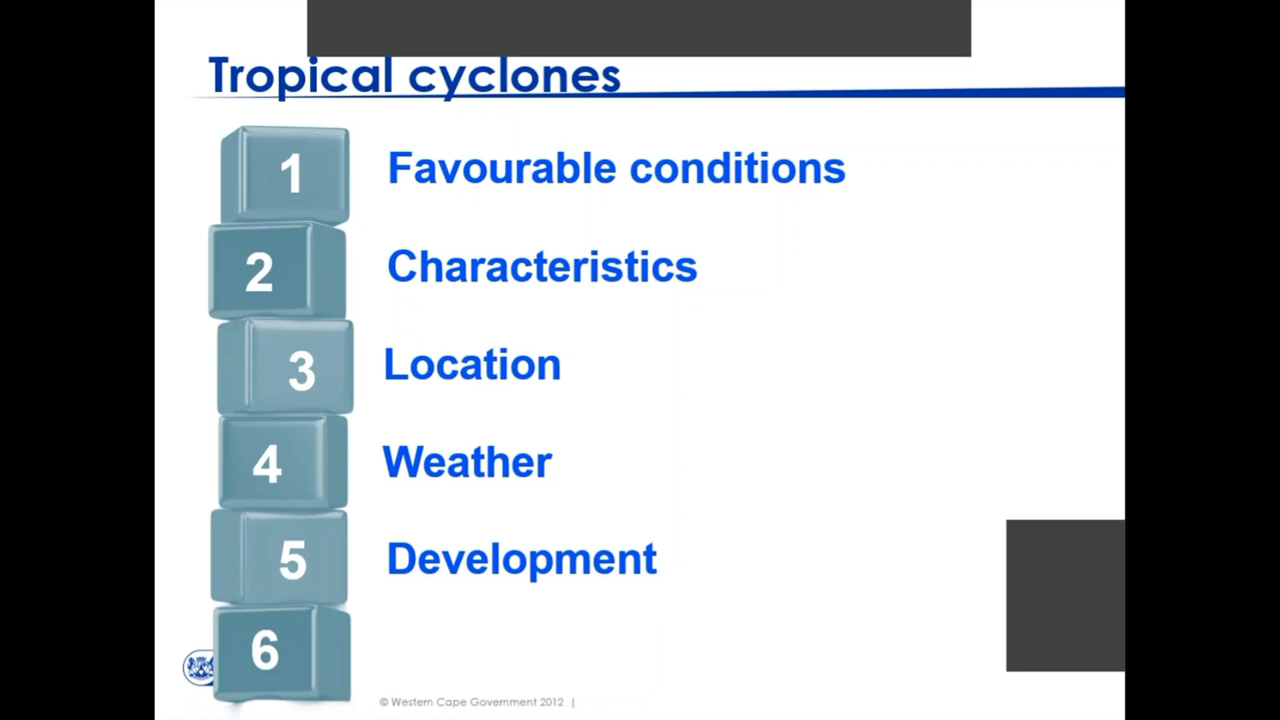 Tropical cyclones
1 Favourable conditions
2 Characteristics
3 Location
4 Weather
5 Development
6
© Western Cape Government 2012 |